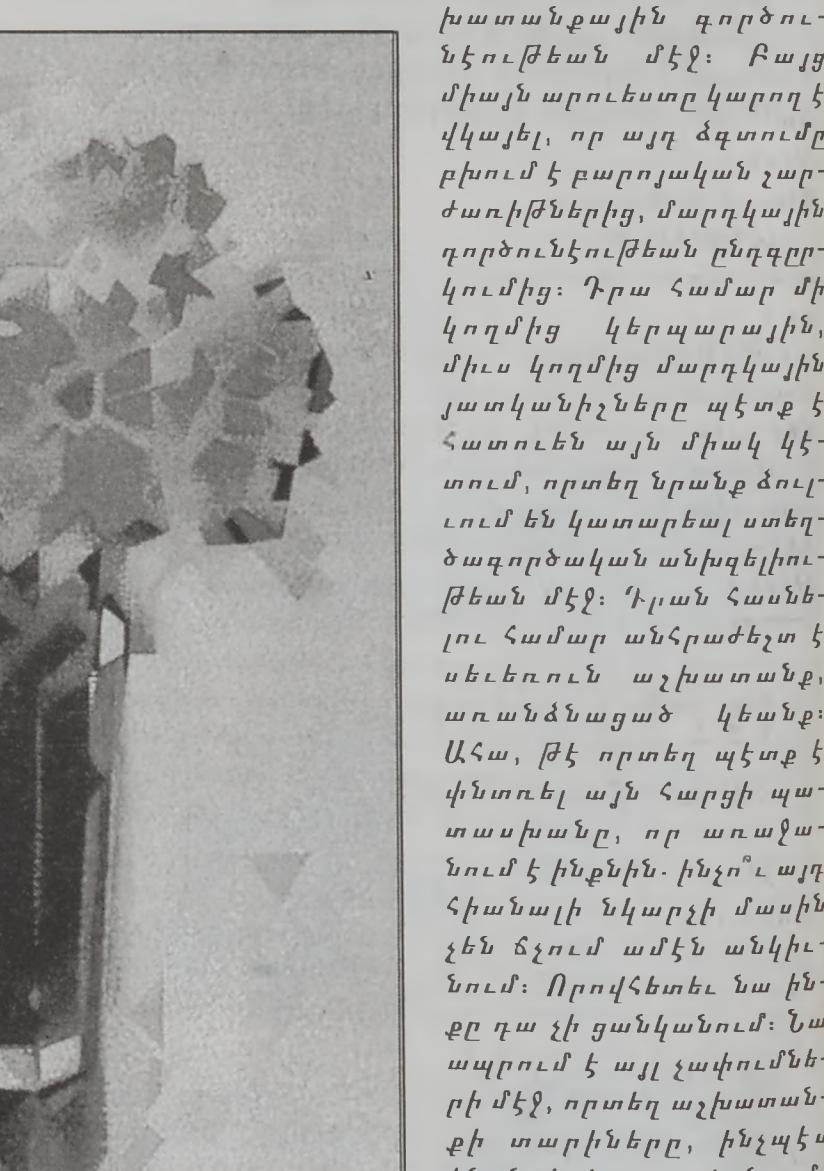 խատանքային գործու-
նէութեան մէջ։ Բայց
միայն արուեստը կարող է
վկայել, որ այդ ձգտումը
բխում է բարոյական շար-
ժառիթներից, մարդկային
գործունէութեան ընդգըր-
կումից։ Դրա համար մի
կողմից կերպարային,
միւս կողմից մարդկային
յատկանիշները պէտք է
հատուեն այն միակ կէ-
տում, որտեղ նրանք ձուլ-
ւում են կատարեալ ստեղ-
ծագործական անխզելիու-
թեան մէջ։ Դրան հասնե-
լու համար անհրաժեշտ է
սեւեռուն աշխատանք,
առանձնացած կեանք։
Ահա, թէ որտեղ պէտք է
փնտռել այն հարցի պա-
տասխանը, որ առաջա-
նում է ինքնին. ինչո՞ւ այդ
հիանալի նկարչի մասին
չեն ճչում ամէն անկիւ-
նում։ Որովհետեւ նա ին-
քը դա չի ցանկանում։ Նա
ապրում է այլ չափումնե-
րի մէջ, որտեղ աշխատան-
քի տարիները, ինչպէս